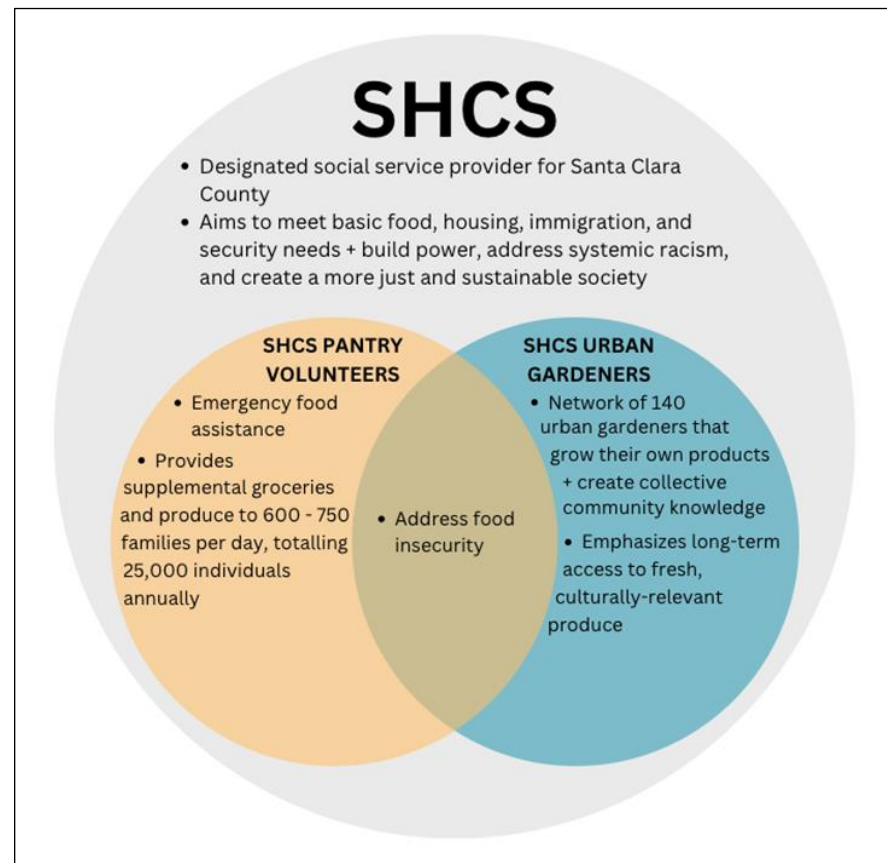 SHCS
• Designated social service provider for Santa Clara
County
• Aims to meet basic food, housing, immigration, and
security needs + build power, address systemic racism,
and create a more just and sustainable society
SHCS PANTRY
VOLUNTEERS
• Emergency food
assistance
• Provides
supplemental groceries
and produce to 600 - 750
families per day, totalling
25,000 individuals
annually
• Address food
insecurity
SHCS URBAN
GARDENERS
• Network of 140
urban gardeners that
grow their own products
+ create collective
community knowledge
• Emphasizes long-term
access to fresh,
culturally-relevant
produce